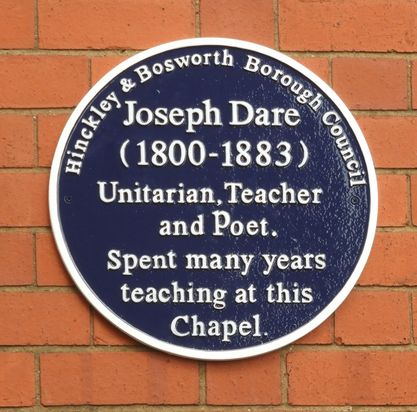 Hinckley & Bosworth Borough Council
Joseph Dare
(1800-1883)
Unitarian, Teacher
and Poet.
Spent many years
teaching at this
Chapel.